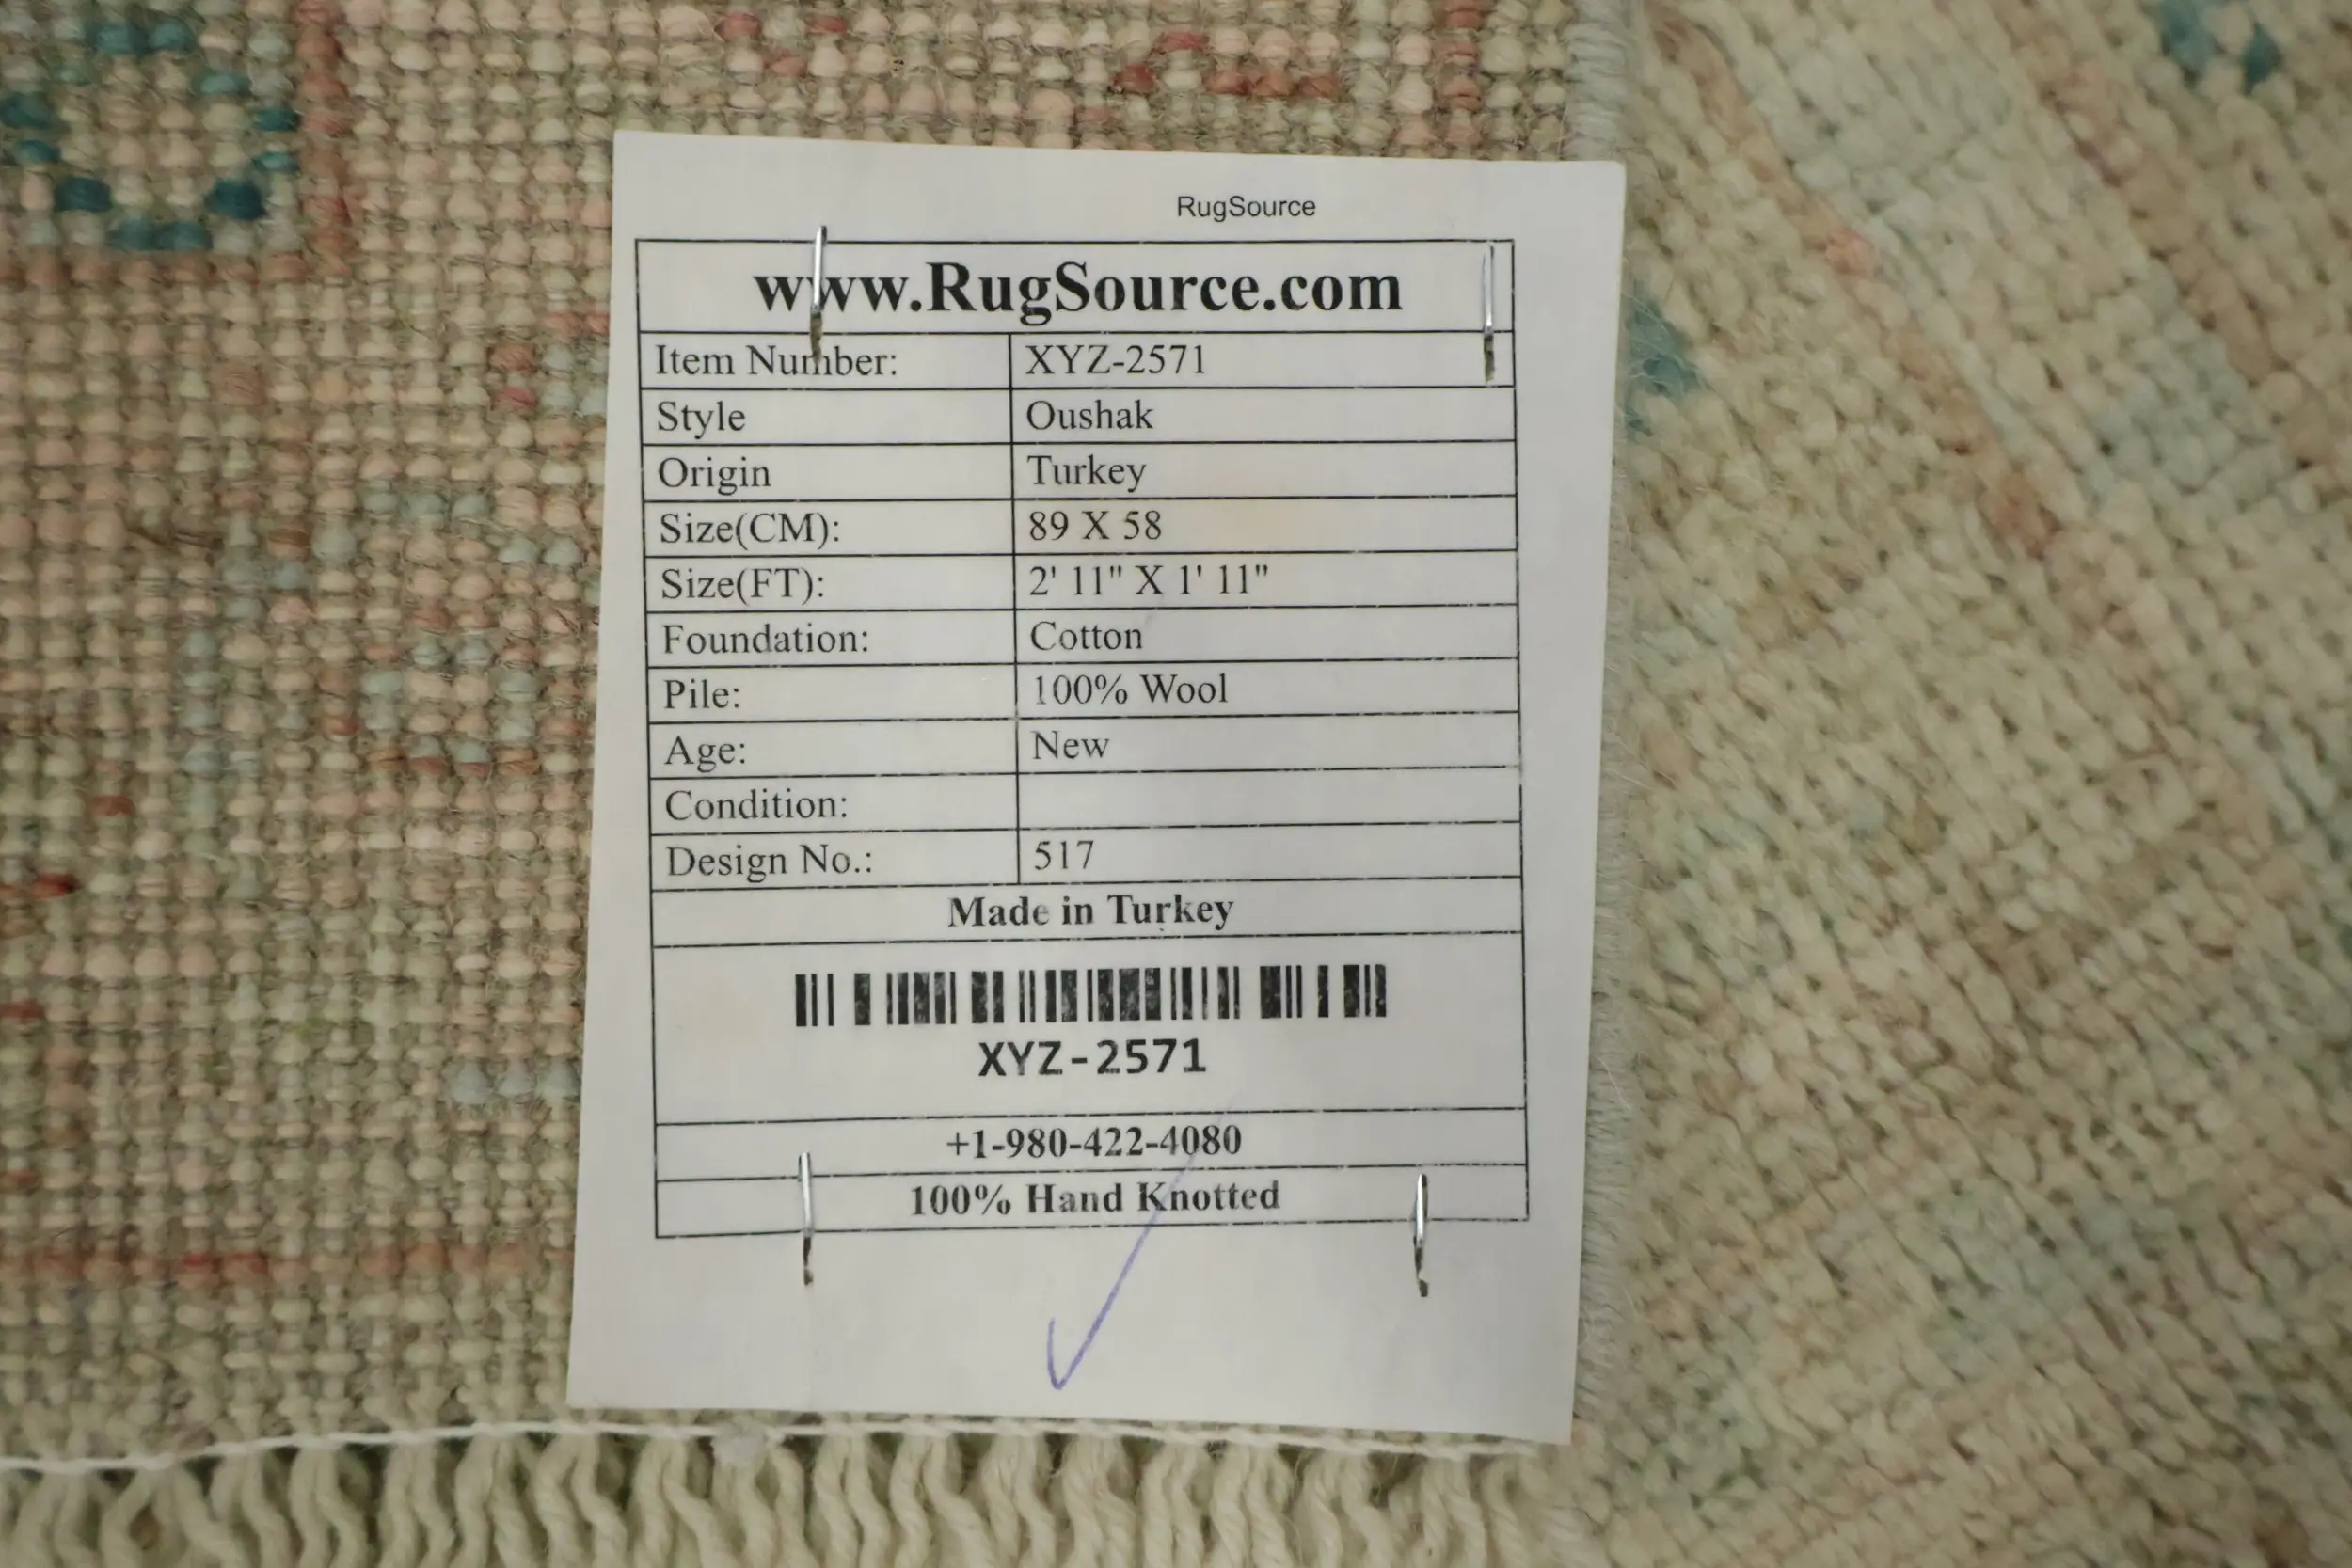 RugSource
www.RugSource.com
Item Number: XYZ-2571
Style Oushak
Origin Turkey
Size(CM): 89 X 58
Size(FT): 2' 11" X 1' 11"
Foundation: Cotton
Pile: 100% Wool
Age: New
Condition:
Design No.: 517
Made in Turkey
XYZ-2571
+1-980-422-4080
100% Hand Knotted